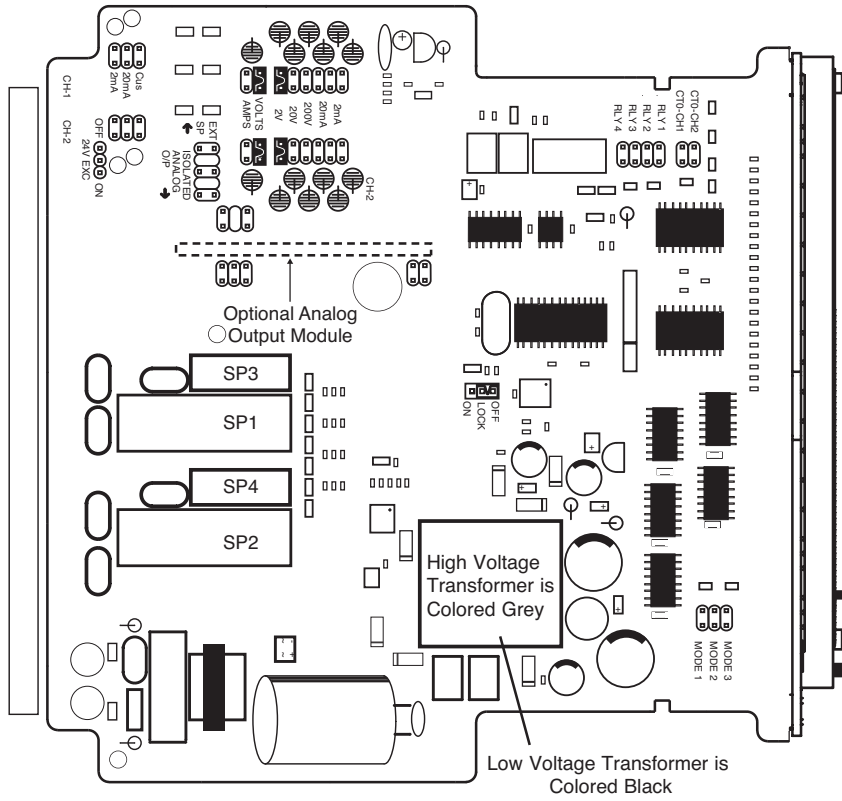 CH-1
2mA
20mA
Cus
CH-2
OFF
24V EXC
ON
EXT
SP
ISOLATED
ANALOG
O/P
AMPS
VOLTS
2V
20V
200V
20mA
2mA
CH-2
RLY 4
RLY 3
RLY 2
RLY 1
CT0-CH1
CT0-CH2
Optional Analog
Output Module
ON
LOCK
OFF
SP3
SP1
SP4
SP2
High Voltage
Transformer is
Colored Grey
MODE 1
MODE 2
MODE 3
Low Voltage Transformer is
Colored Black